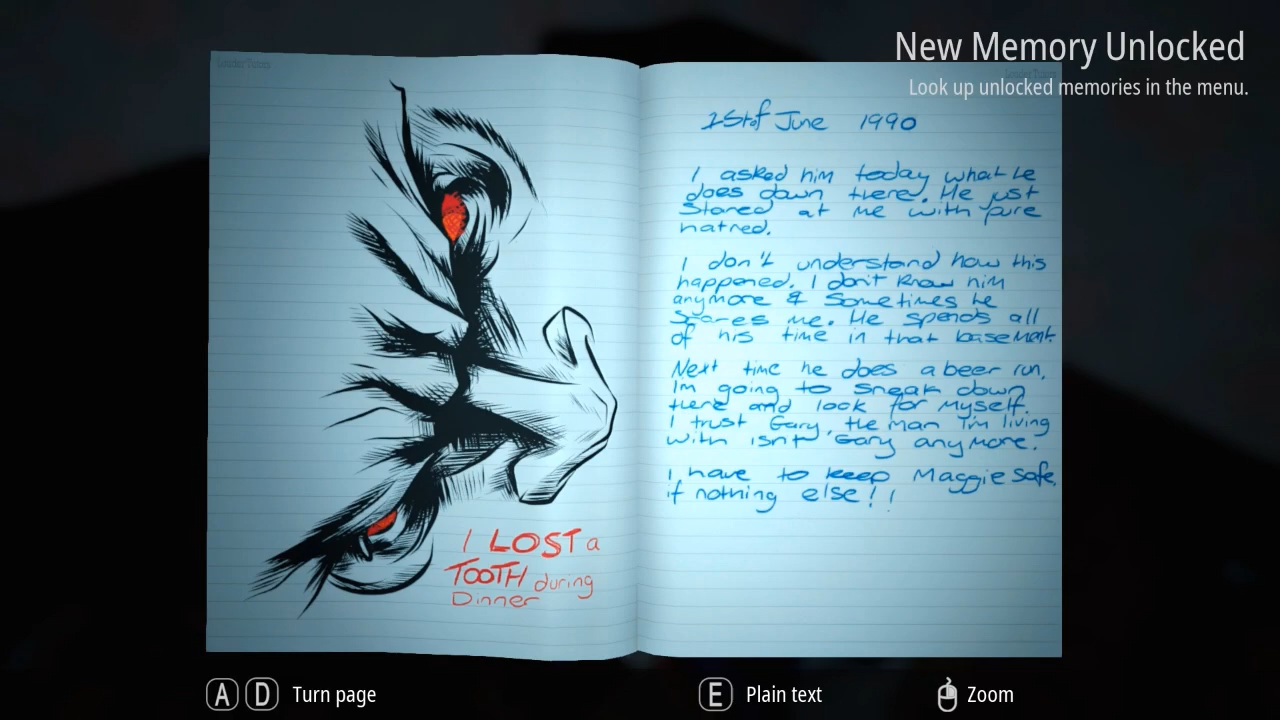 New Memory Unlocked
Look up unlocked memories in the menu.
I LOST a
TOOTH during
Dinner
1st of June 1990
I asked him today what he
does down there. He just
Stared at me with pure
hatred.
I don't understand how this
happened. I don't know him
anymore & Sometimes he
Scares me. He spends all
of his time in that basement.
Next time he does a beer run,
I'm going to sneak down
there and look for myself.
I trust Gary, the man I'm living
with isn't Gary anymore.
I have to keep Maggie safe,
if nothing else!!
A D Turn page
E Plain text
Zoom